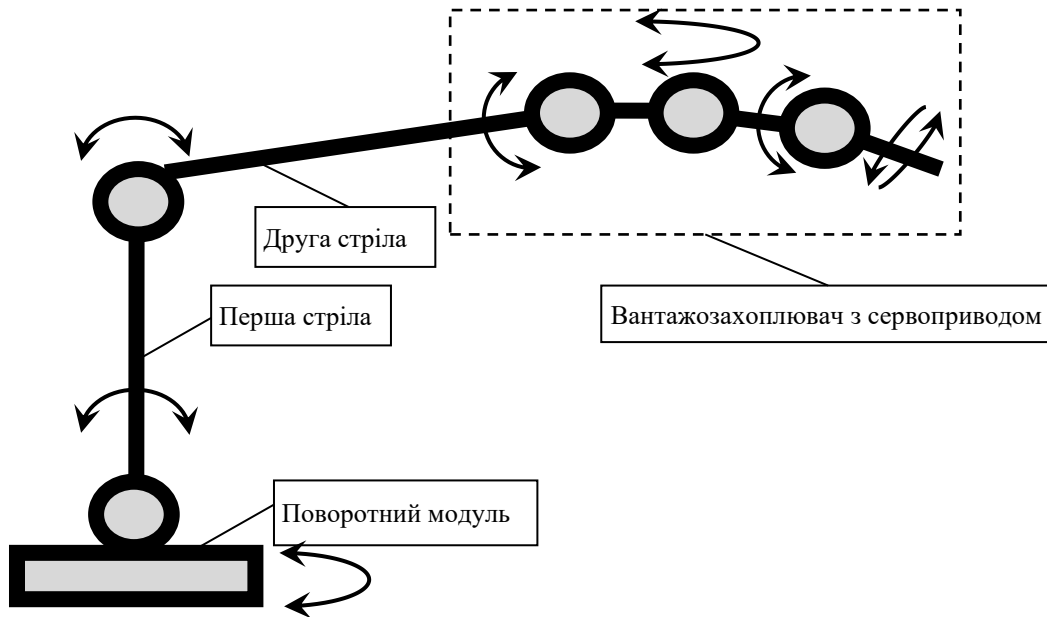 Друга стріла
Перша стріла
Вантажозахоплювач з сервоприводом
Поворотний модуль